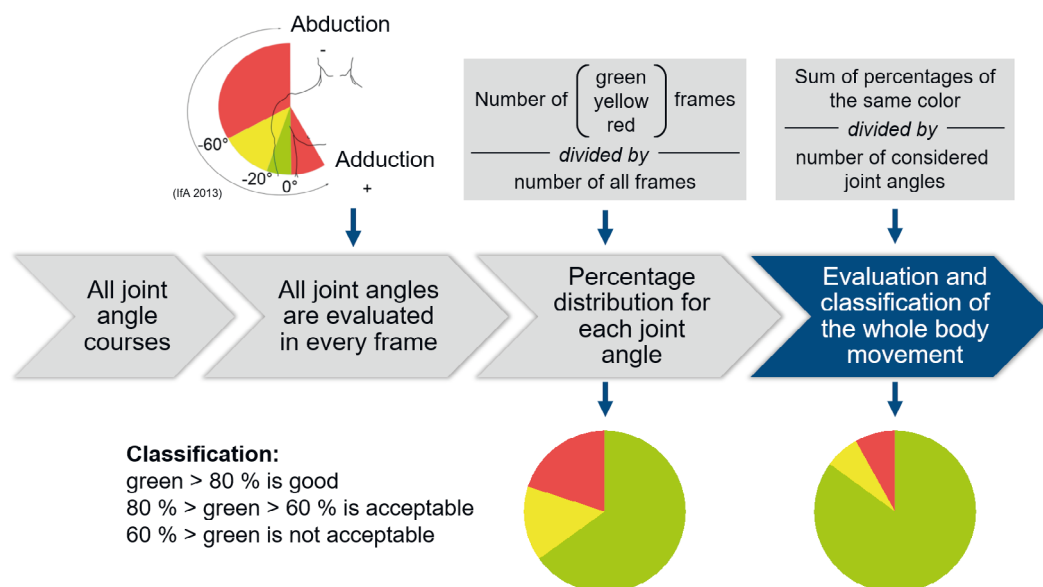 Abduction
-
-60°
-20°
0°
Adduction
+
(IfA 2013)
Number of ( green yellow red ) frames
divided by
number of all frames
Sum of percentages of
the same color
divided by
number of considered
joint angles
All joint
angle
courses
All joint angles
are evaluated
in every frame
Percentage
distribution for
each joint
angle
Evaluation and
classification of
the whole body
movement
Classification:
green > 80 % is good
80 % > green > 60 % is acceptable
60 % > green is not acceptable